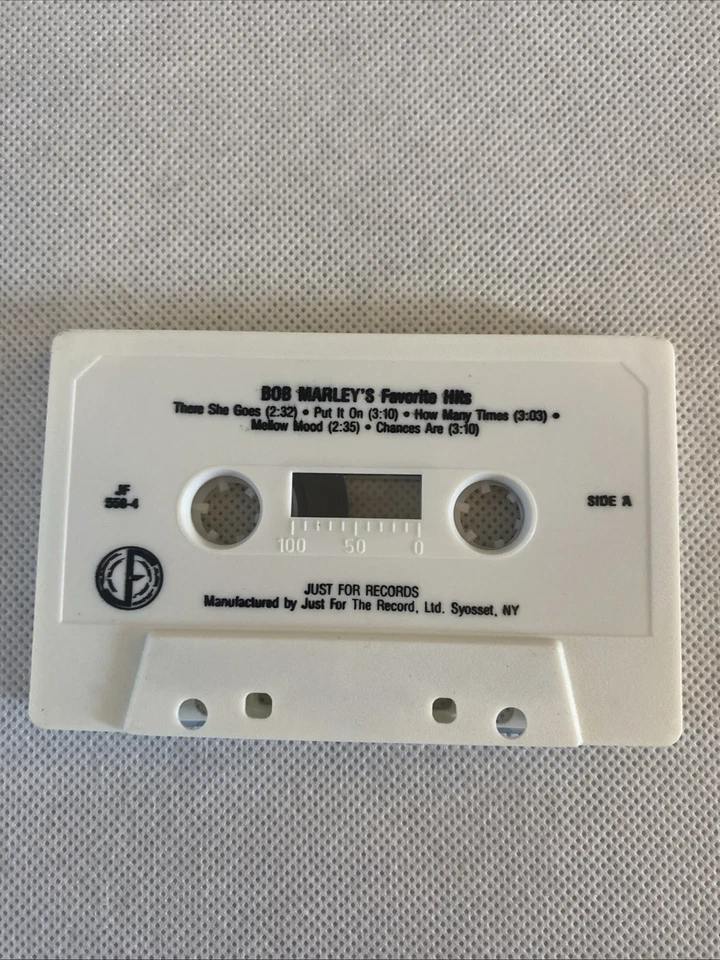 BOB MARLEY'S Favorite Hits
There She Goes (2:32) • Put It On (3:10) • How Many Times (3:03) •
Mellow Mood (2:35) • Chances Are (3:10)
JF
SIDE A
100 50 0
JUST FOR RECORDS
Manufactured by Just For The Record, Ltd. Syosset, NY